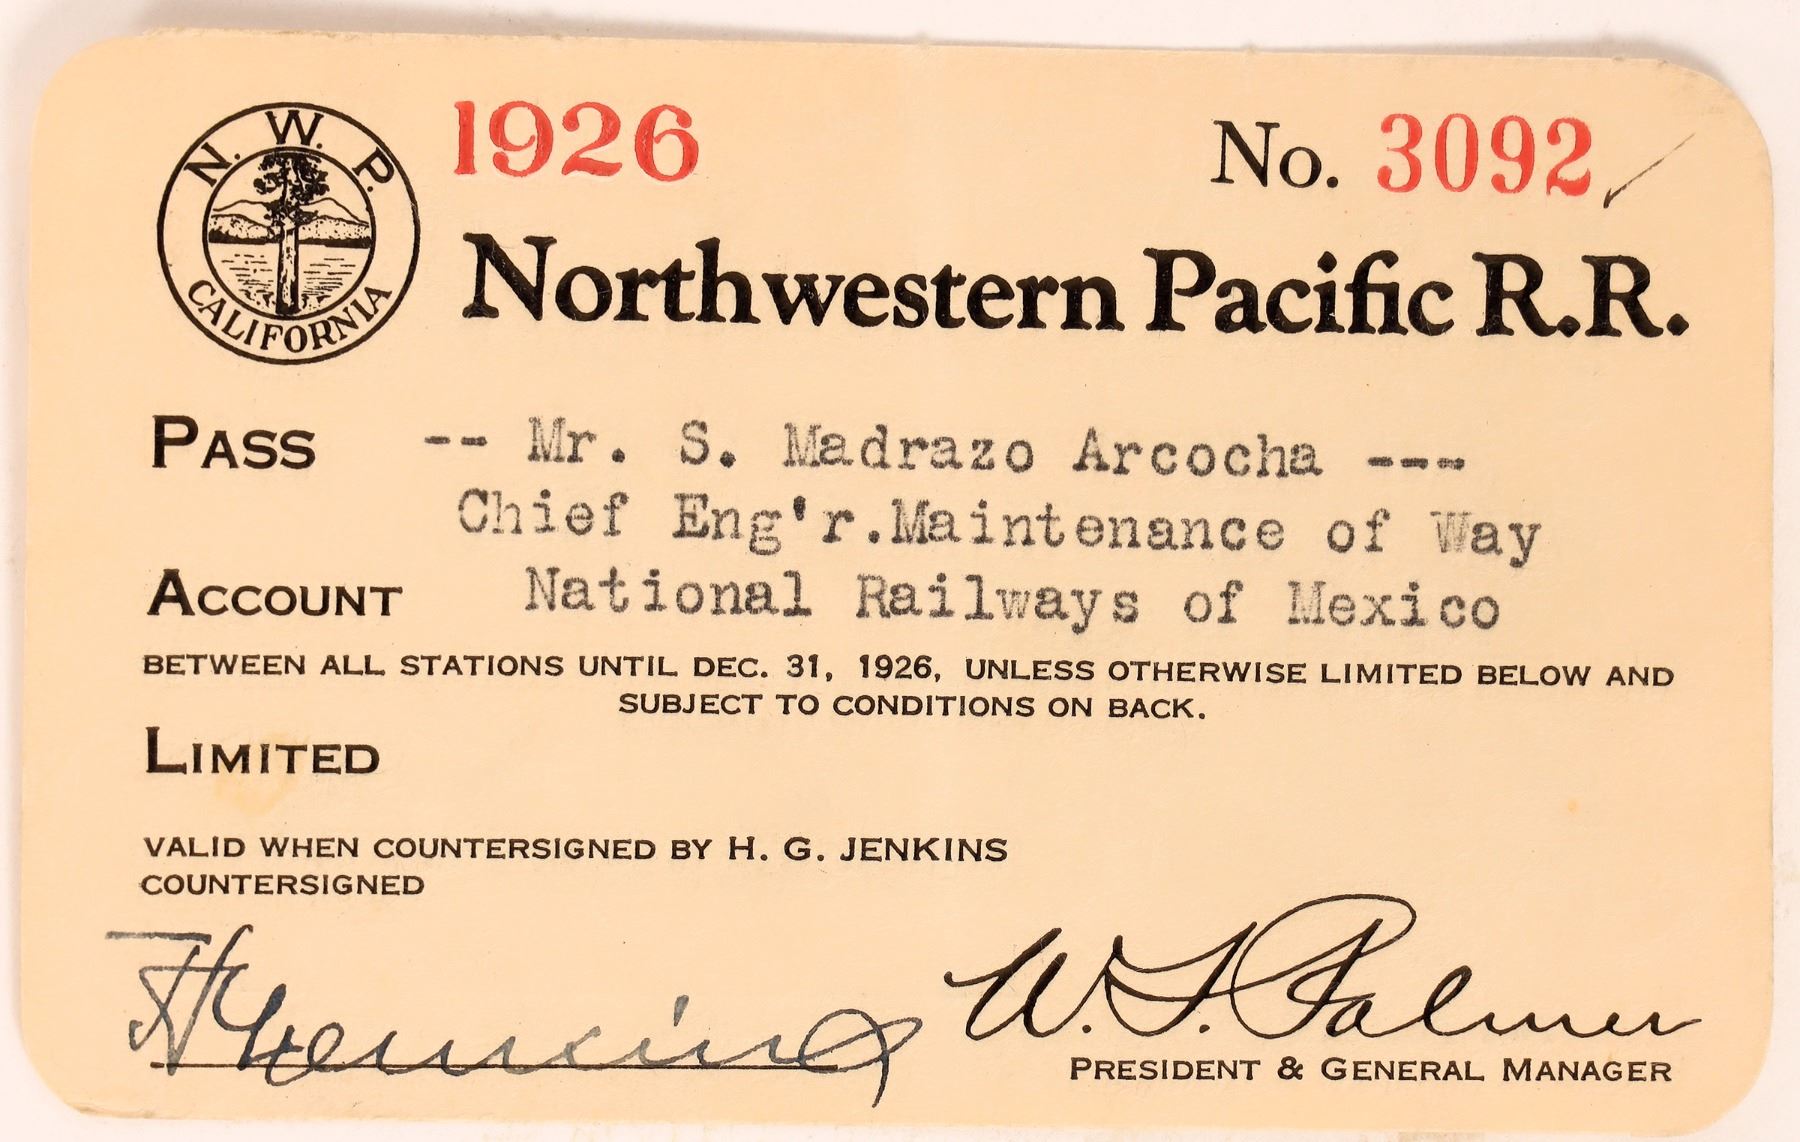 N. W. P.
CALIFORNIA
1926
No. 3092
Northwestern Pacific R.R.
PASS -- Mr. S. Madrazo Arcocha ---
Chief Eng'r.Maintenance of Way
ACCOUNT National Railways of Mexico
BETWEEN ALL STATIONS UNTIL DEC. 31, 1926, UNLESS OTHERWISE LIMITED BELOW AND
SUBJECT TO CONDITIONS ON BACK.
LIMITED
VALID WHEN COUNTERSIGNED BY H. G. JENKINS
COUNTERSIGNED
H G Jenkins
W. S. Palmer
PRESIDENT & GENERAL MANAGER